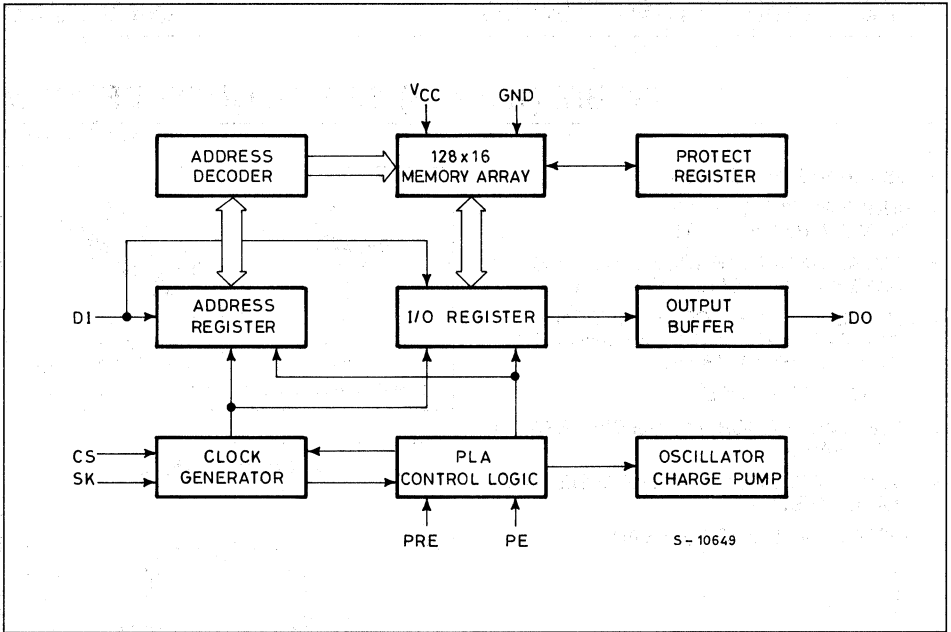 VCC
GND
ADDRESS
DECODER
128 x 16
MEMORY ARRAY
PROTECT
REGISTER
DI
ADDRESS
REGISTER
I/O REGISTER
OUTPUT
BUFFER
DO
CS
SK
CLOCK
GENERATOR
PLA
CONTROL LOGIC
OSCILLATOR
CHARGE PUMP
PRE
PE
S - 10649